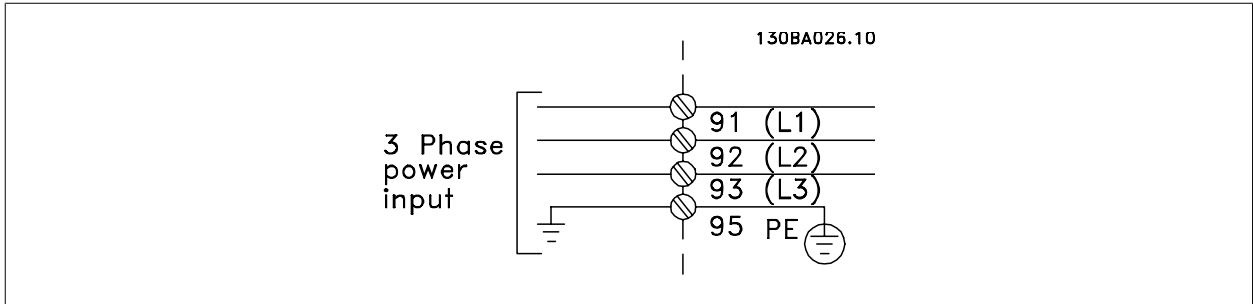 130BA026.10
3 Phase
power
input
91 (L1)
92 (L2)
93 (L3)
95 PE